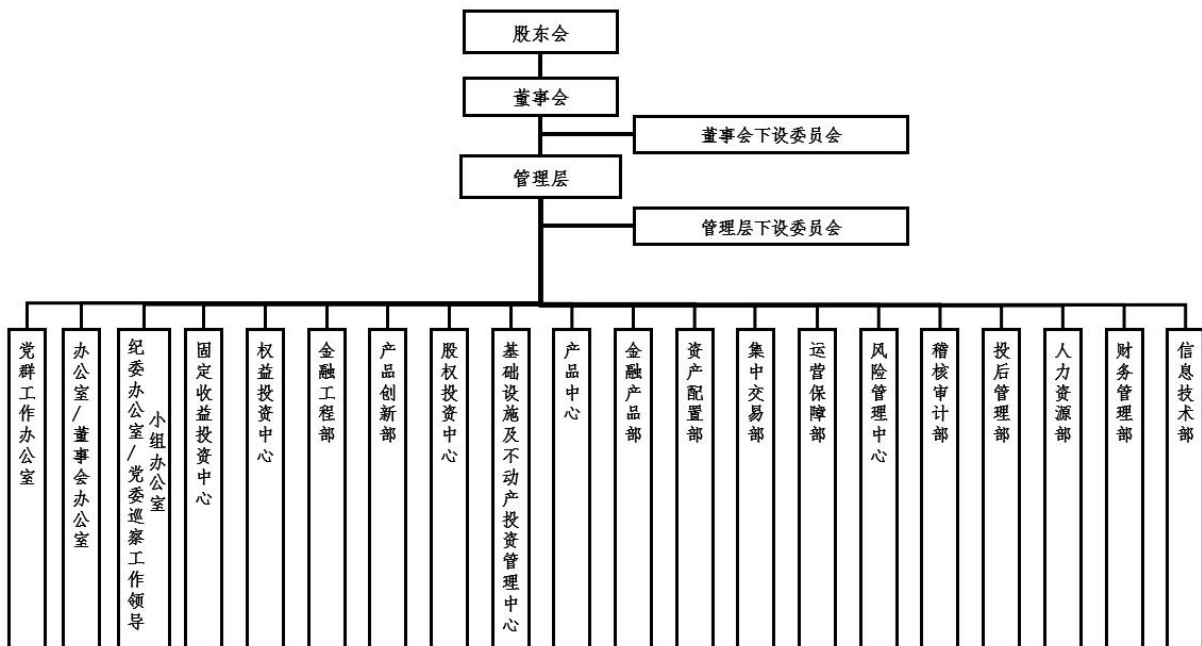 股东会
董事会
董事会下设委员会
管理层
管理层下设委员会
党群工作办公室
办公室/董事会办公室
纪委办公室/党委巡察工作领导
小组办公室
固定收益投资中心
权益投资中心
金融工程部
产品创新部
股权投资中心
基础设施及不动产投资管理中心
产品中心
金融产品部
资产配置部
集中交易部
运营保障部
风险管理中心
稽核审计部
投后管理部
人力资源部
财务管理部
信息技术部